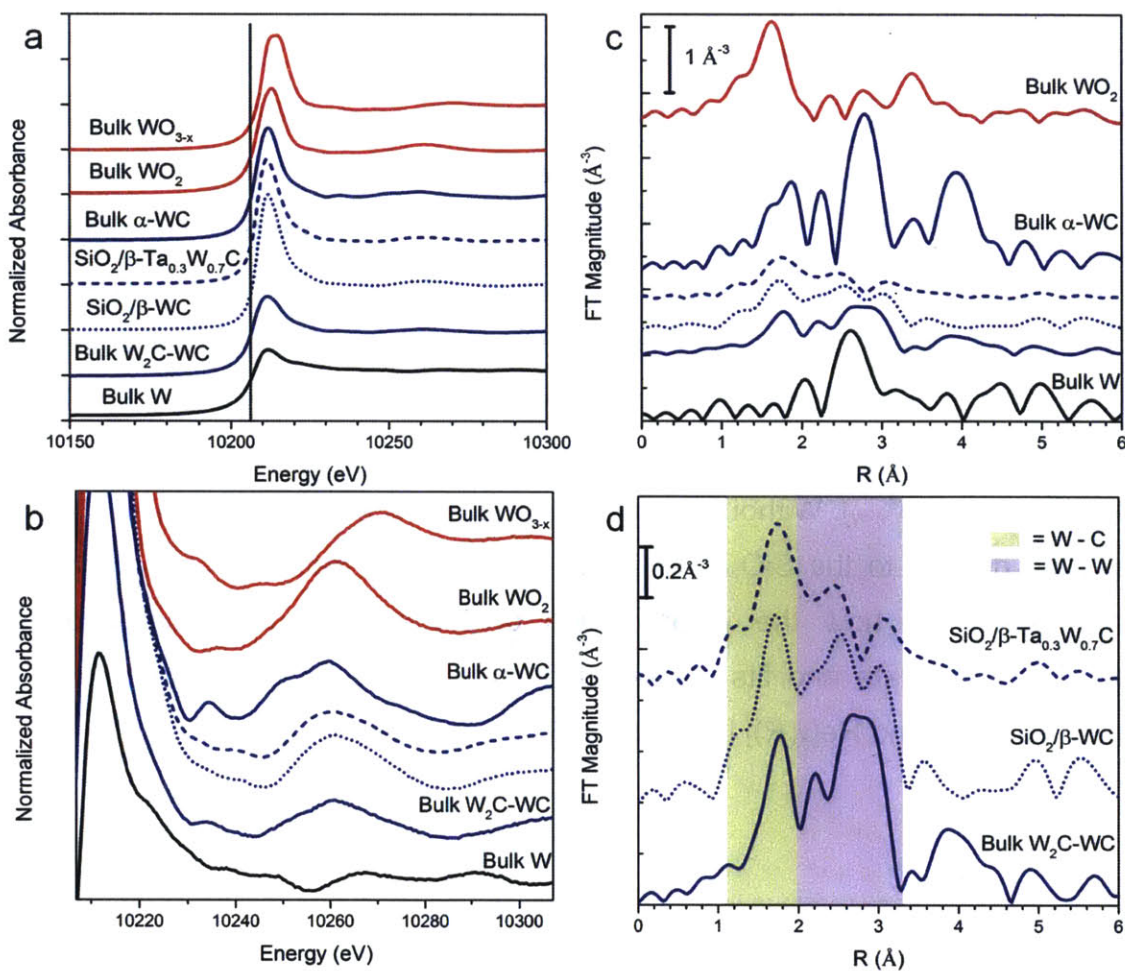 a
Normalized Absorbance
Bulk WO₃₋ₓ
Bulk WO₂
Bulk α-WC
SiO₂/β-Ta₀.₃W₀.₇C
SiO₂/β-WC
Bulk W₂C-WC
Bulk W
10150 10200 10250 10300
Energy (eV)
c
1 Å⁻³
FT Magnitude (Å⁻³)
Bulk WO₂
Bulk α-WC
Bulk W
0 1 2 3 4 5 6
R (Å)
b
Normalized Absorbance
Bulk WO₃₋ₓ
Bulk WO₂
Bulk α-WC
Bulk W₂C-WC
Bulk W
10220 10240 10260 10280 10300
Energy (eV)
d
0.2Å⁻³
FT Magnitude (Å⁻³)
= W - C
= W - W
SiO₂/β-Ta₀.₃W₀.₇C
SiO₂/β-WC
Bulk W₂C-WC
0 1 2 3 4 5 6
R (Å)